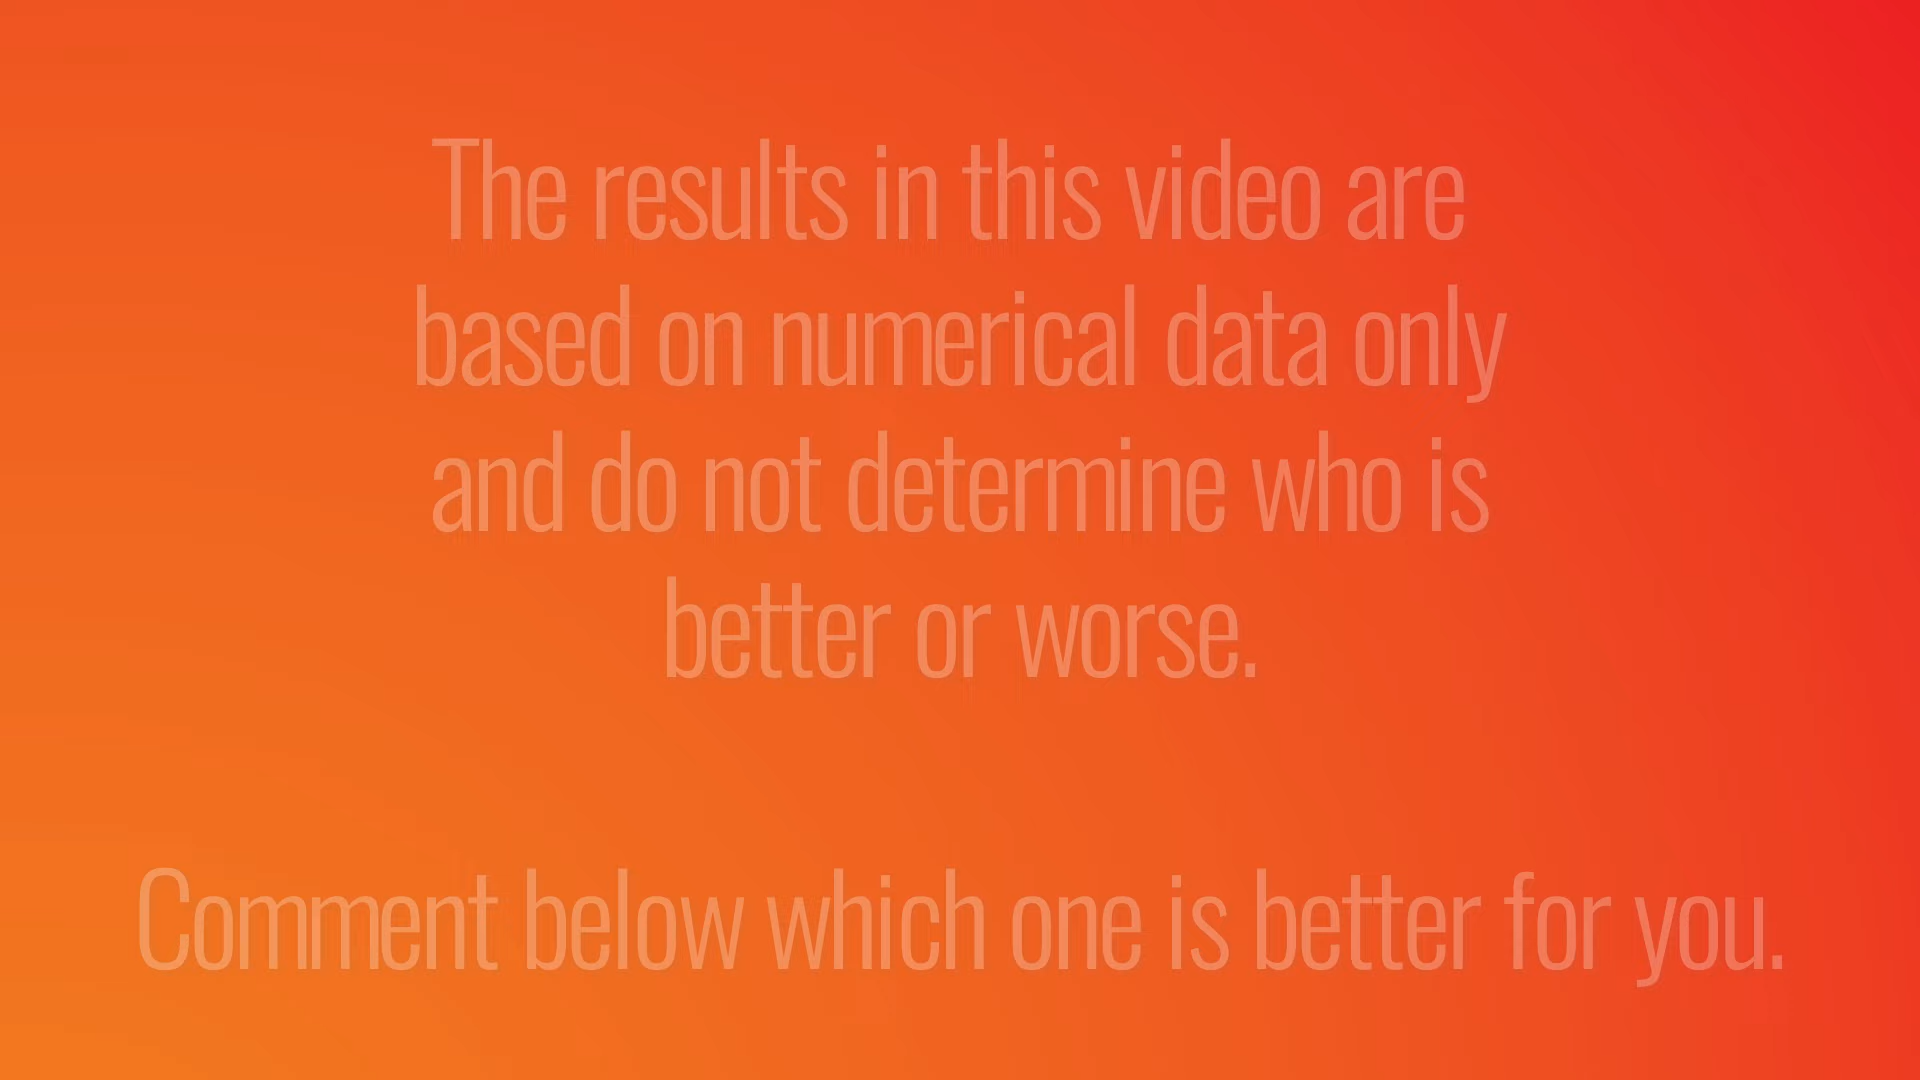 The results in this video are
based on numerical data only
and do not determine who is
better or worse.
Comment below which one is better for you.